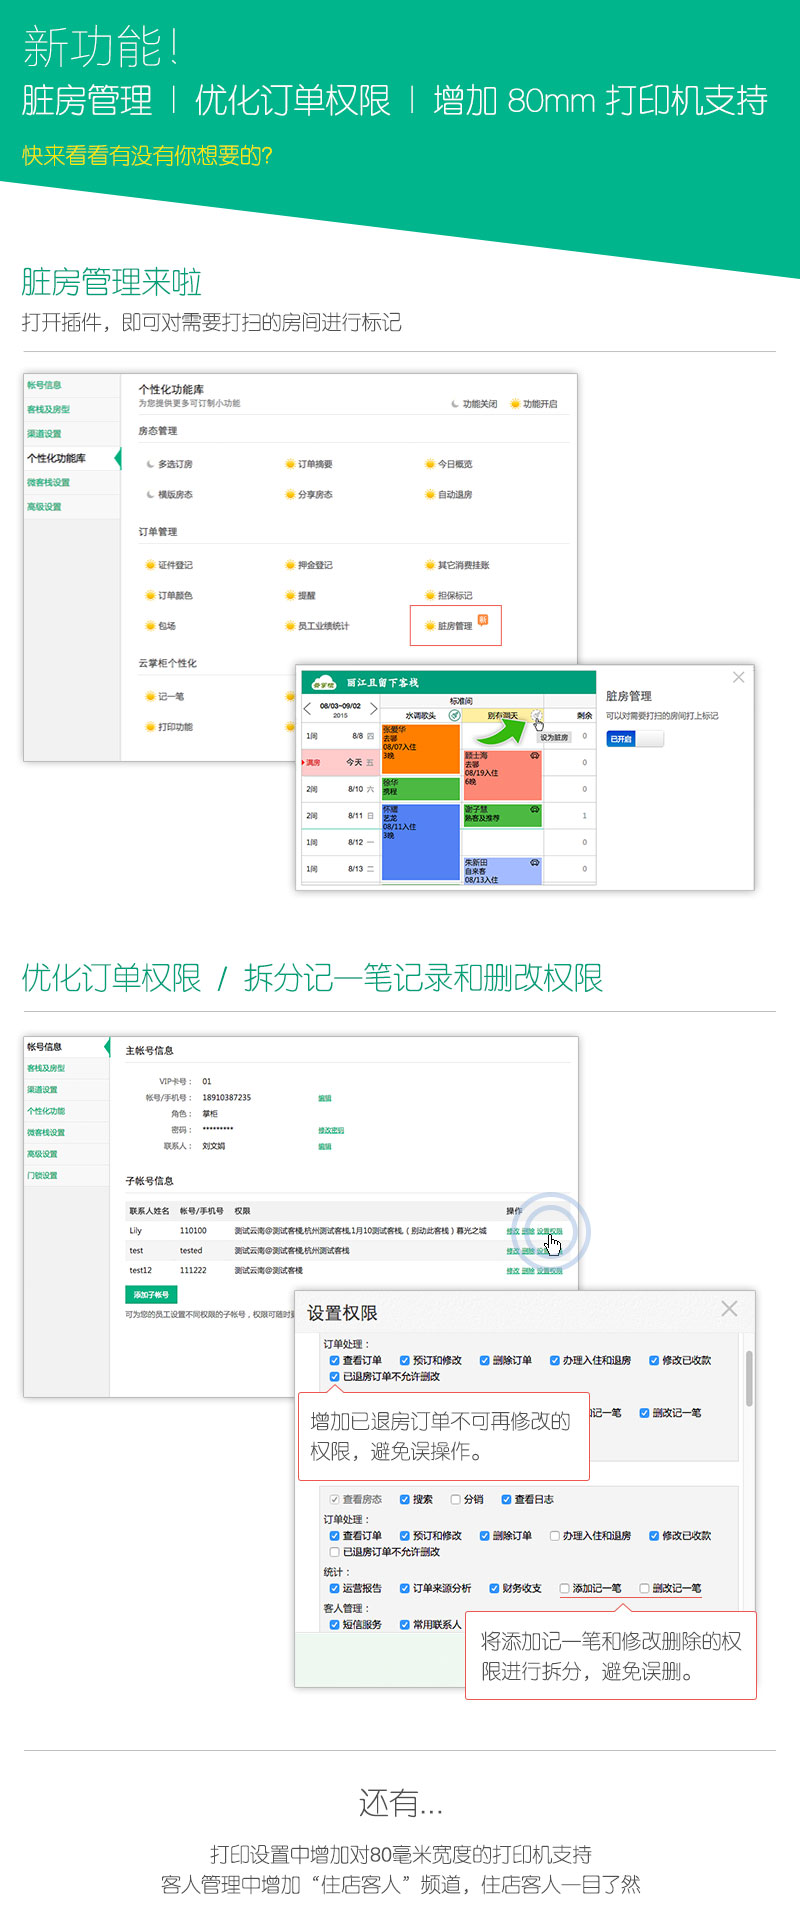 新功能！
脏房管理 | 优化订单权限 | 增加 80mm 打印机支持
快来看看有没有你想要的?
脏房管理来啦
打开插件，即可对需要打扫的房间进行标记
帐号信息
客栈及房型
渠道设置
个性化功能库
微客栈设置
高级设置
个性化功能库
为您提供更多可订制小功能
功能关闭 功能开启
房态管理
多选订房 订单摘要 今日概览
横版房态 分享房态 自动退房
订单管理
证件登记 押金登记 其它消费挂账
订单颜色 提醒 担保标记
包场 员工业绩统计 脏房管理 新
云掌柜个性化
记一笔
打印功能
云掌柜 丽江且留下客栈
08/03~09/02
2015
标准间
水调歌头 别有洞天 剩余
设为脏房
1间 8/8 四 0
满房 今天 五 0
2间 8/10 六 0
2间 8/11 日 1
1间 8/12 一 0
1间 8/13 二 0
张爱华
去哪
08/07入住
3晚
顾士海
去哪
08/19入住
6晚
徐华
携程
怀耀
艺龙
08/11入住
3晚
谢子慧
熟客及推荐
朱新田
自来客
08/13入住
脏房管理
可以对需要打扫的房间打上标记
已开启
优化订单权限 / 拆分记一笔记录和删改权限
帐号信息
客栈及房型
渠道设置
个性化功能
微客栈设置
高级设置
门锁设置
主帐号信息
VIP卡号： 01
帐号/手机号： 18910387235 编辑
角色： 掌柜
密码： ********* 修改密码
联系人： 刘文娟 编辑
子帐号信息
联系人姓名 帐号/手机号 权限 操作
Lily 110100 测试云南@测试客栈,杭州测试客栈,1月10测试客栈,（别动此客栈）暮光之城 修改 删除 设置权限
test tested 测试云南@测试客栈,杭州测试客栈 修改 删除
test12 111222 测试云南@测试客栈 修改 删除 设置权限
添加子帐号
可为您的员工设置不同权限的子帐号，权限可随时
设置权限
订单处理：
查看订单 预订和修改 删除订单 办理入住和退房 修改已收款
已退房订单不允许删改
记一笔 删改记一笔
增加已退房订单不可再修改的
权限，避免误操作。
查看房态 搜索 分销 查看日志
订单处理：
查看订单 预订和修改 删除订单 办理入住和退房 修改已收款
已退房订单不允许删改
统计：
运营报告 订单来源分析 财务收支 添加记一笔 删改记一笔
客人管理：
短信服务 常用联系人
将添加记一笔和修改删除的权
限进行拆分，避免误删。
还有...
打印设置中增加对80毫米宽度的打印机支持
客人管理中增加“住店客人”频道，住店客人一目了然